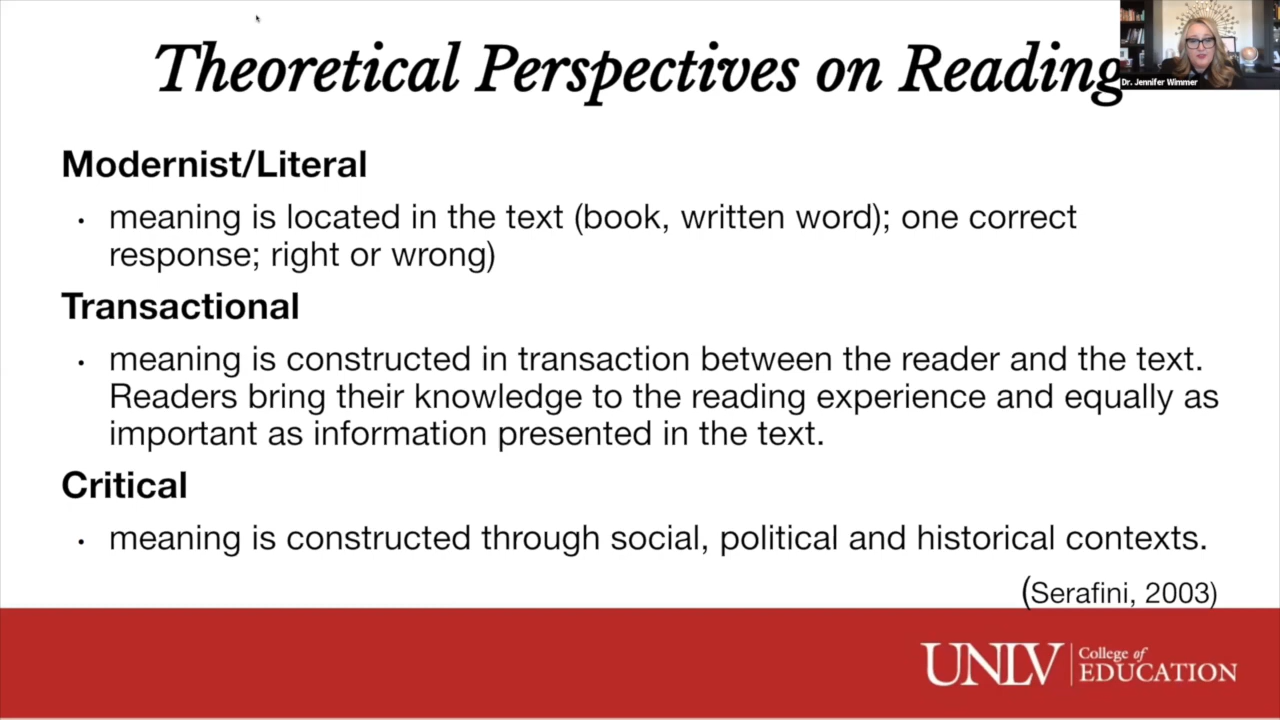 Theoretical Perspectives on Reading
Dr. Jennifer Wimmer
Modernist/Literal
• meaning is located in the text (book, written word); one correct
response; right or wrong)
Transactional
• meaning is constructed in transaction between the reader and the text.
Readers bring their knowledge to the reading experience and equally as
important as information presented in the text.
Critical
• meaning is constructed through social, political and historical contexts.
(Serafini, 2003)
UNLV
College of
EDUCATION